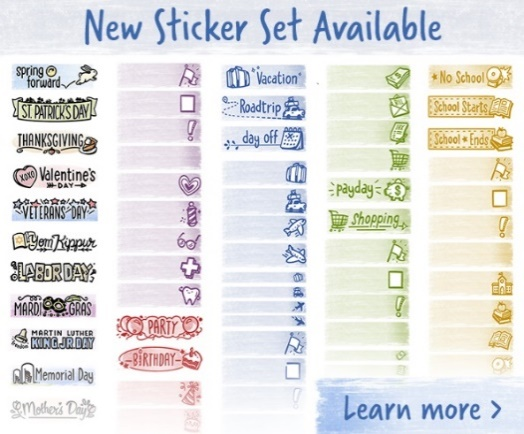 New Sticker Set Available
spring
forward
ST. PATRICK'S DAY
THANKSGIVING
XOXO Valentine's
DAY
VETERANS' DAY
Yom Kippur
LABOR DAY
MARDI GRAS
MARTIN LUTHER
KING, JR. DAY
Memorial Day
Mother's Day
PARTY
BIRTHDAY
Vacation
Roadtrip
day off
payday
Shopping
No School
School Starts
School Ends
Learn more >